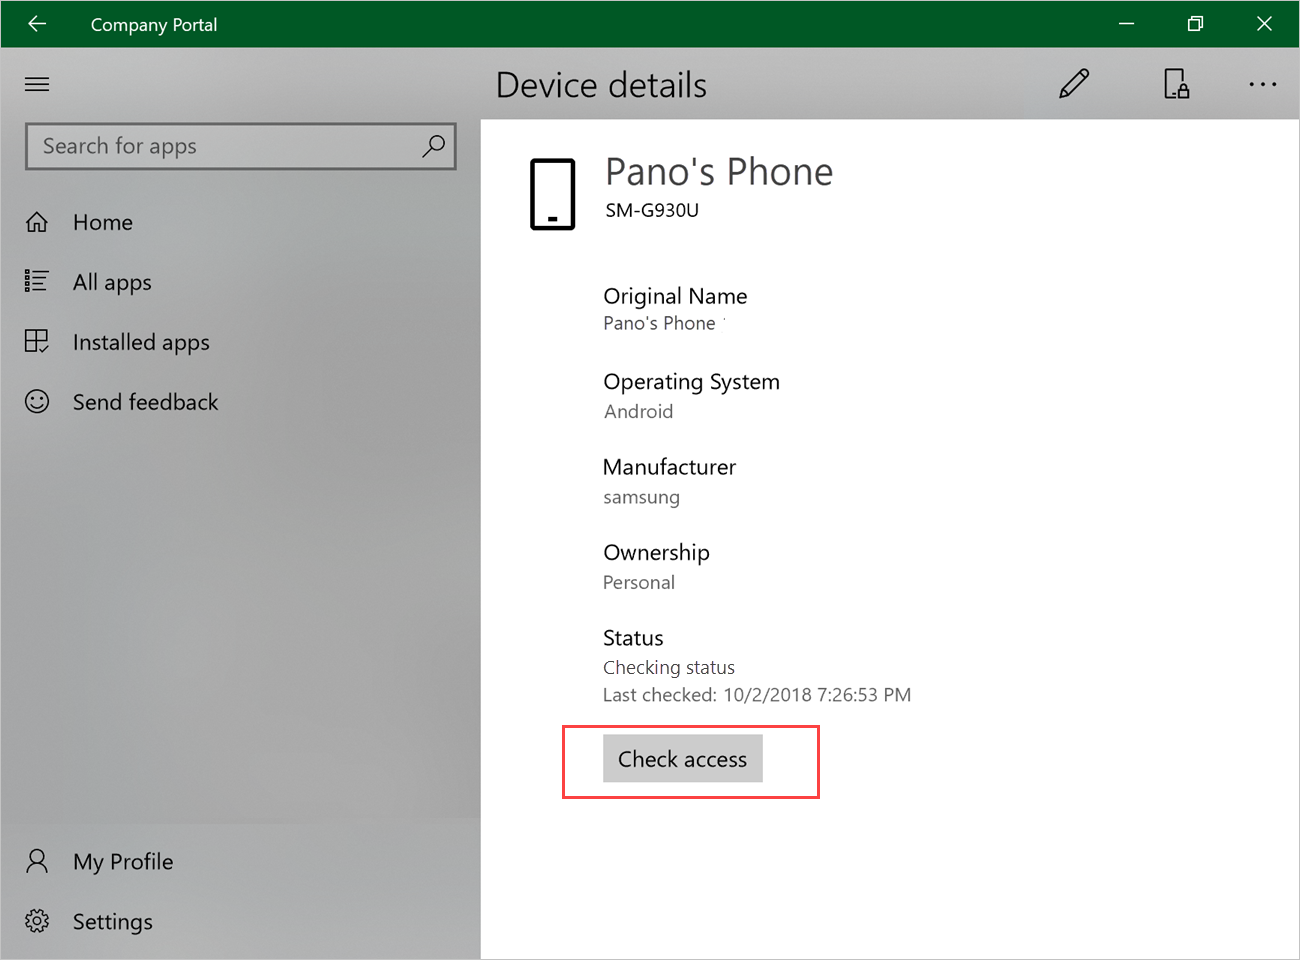 Company Portal
Device details
Search for apps
Home
All apps
Installed apps
Send feedback
My Profile
Settings
Pano's Phone
SM-G930U
Original Name
Pano's Phone
Operating System
Android
Manufacturer
samsung
Ownership
Personal
Status
Checking status
Last checked: 10/2/2018 7:26:53 PM
Check access